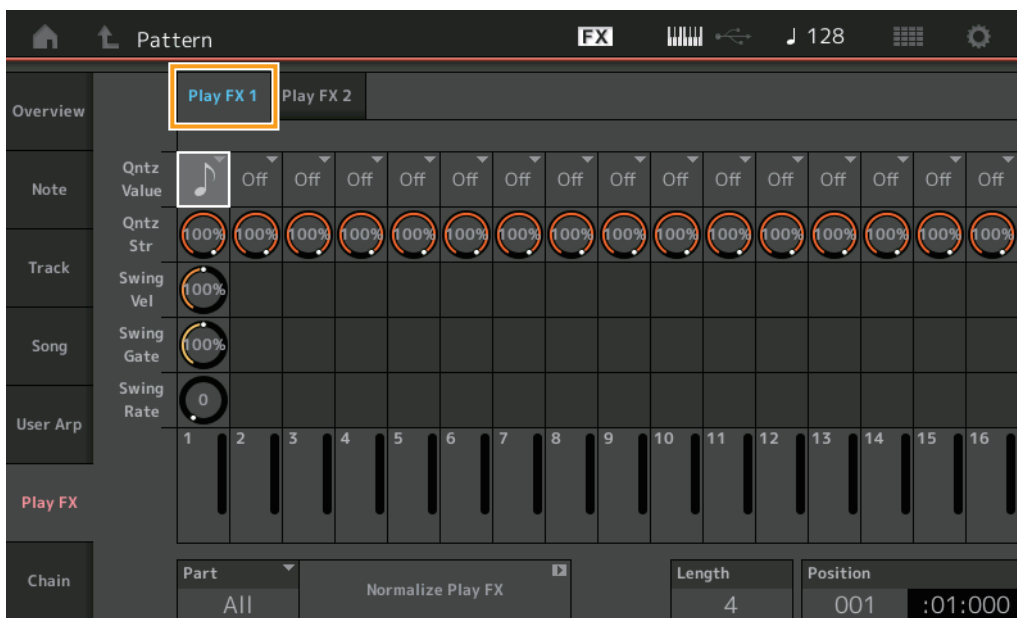 Pattern FX 128
Play FX 1 Play FX 2
Overview
Note
Track
Song
User Arp
Play FX
Chain
Qntz Value Off Off Off Off Off Off Off Off Off Off Off Off Off Off Off
Qntz Str 100% 100% 100% 100% 100% 100% 100% 100% 100% 100% 100% 100% 100% 100% 100% 100%
Swing Vel 100%
Swing Gate 100%
Swing Rate 0
1 2 3 4 5 6 7 8 9 10 11 12 13 14 15 16
Part Normalize Play FX Length Position
All 4 001 :01:000